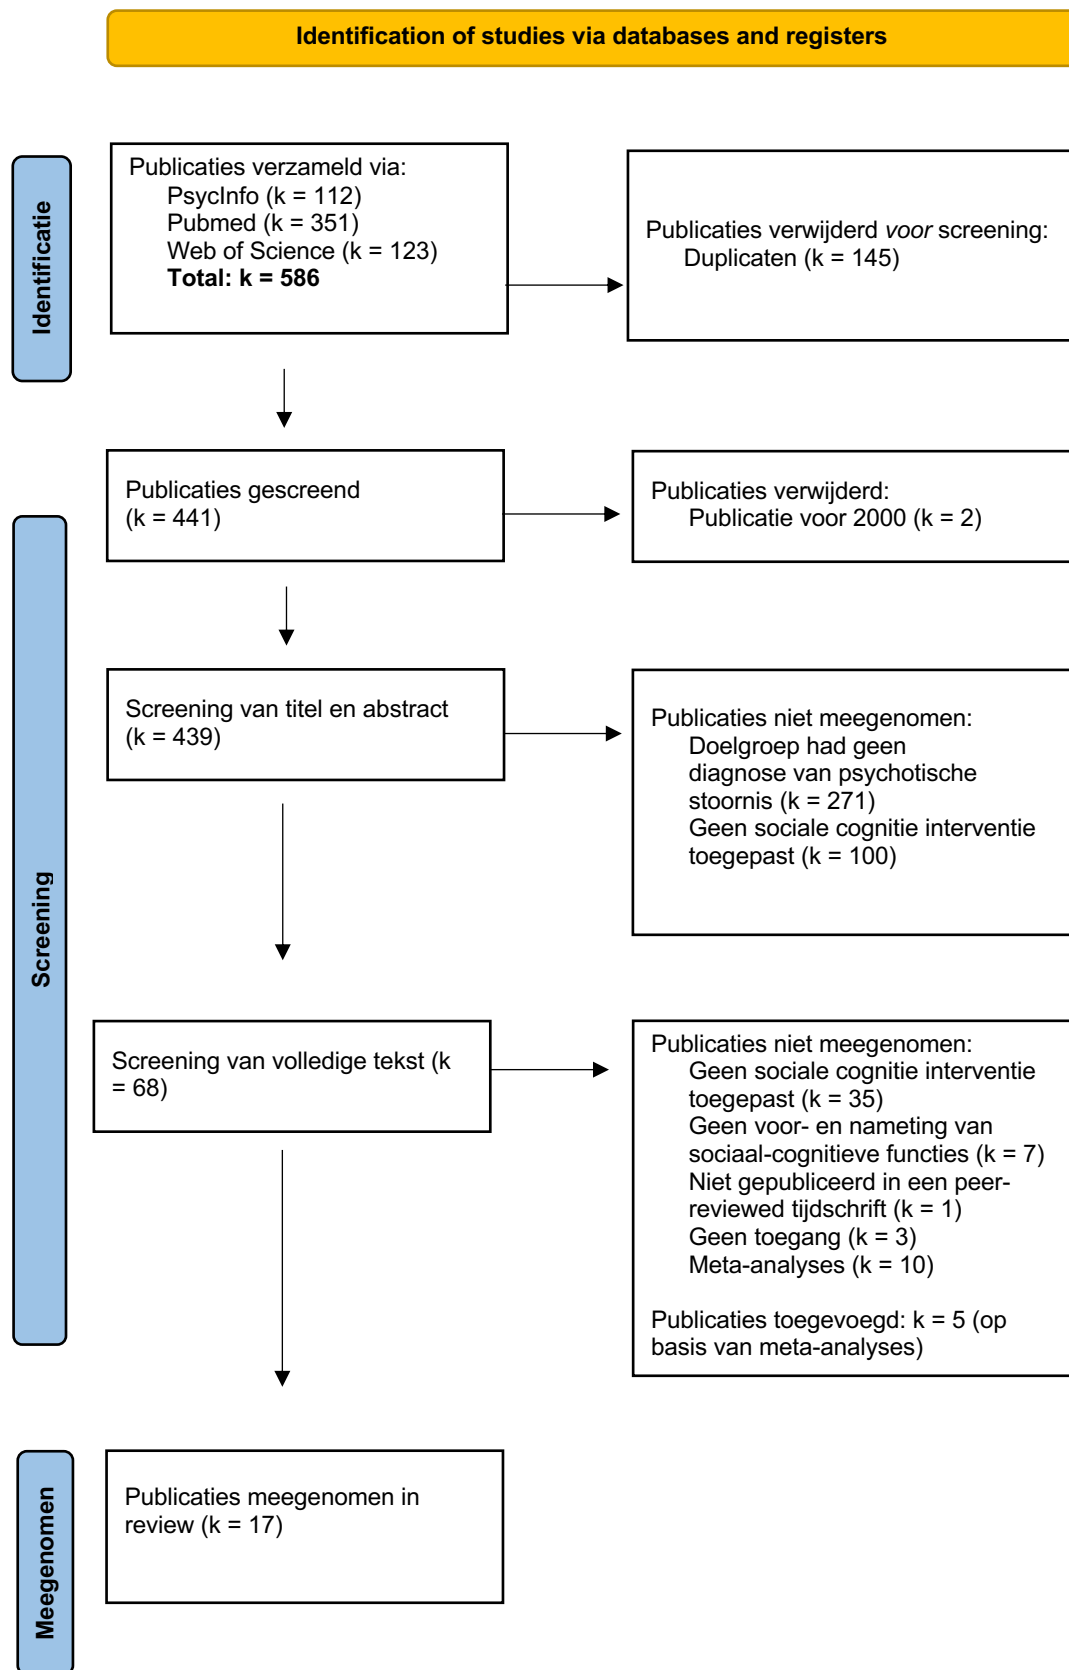 Identification of studies via databases and registers
Identificatie
Publicaties verzameld via:
PsycInfo (k = 112)
Pubmed (k = 351)
Web of Science (k = 123)
Total: k = 586
Publicaties verwijderd voor screening:
Duplicaten (k = 145)
Screening
Publicaties gescreend
(k = 441)
Publicaties verwijderd:
Publicatie voor 2000 (k = 2)
Screening van titel en abstract
(k = 439)
Publicaties niet meegenomen:
Doelgroep had geen
diagnose van psychotische
stoornis (k = 271)
Geen sociale cognitie interventie
toegepast (k = 100)
Screening van volledige tekst (k
= 68)
Publicaties niet meegenomen:
Geen sociale cognitie interventie
toegepast (k = 35)
Geen voor- en nameting van
sociaal-cognitieve functies (k = 7)
Niet gepubliceerd in een peer-
reviewed tijdschrift (k = 1)
Geen toegang (k = 3)
Meta-analyses (k = 10)
Publicaties toegevoegd: k = 5 (op
basis van meta-analyses)
Meegenomen
Publicaties meegenomen in
review (k = 17)